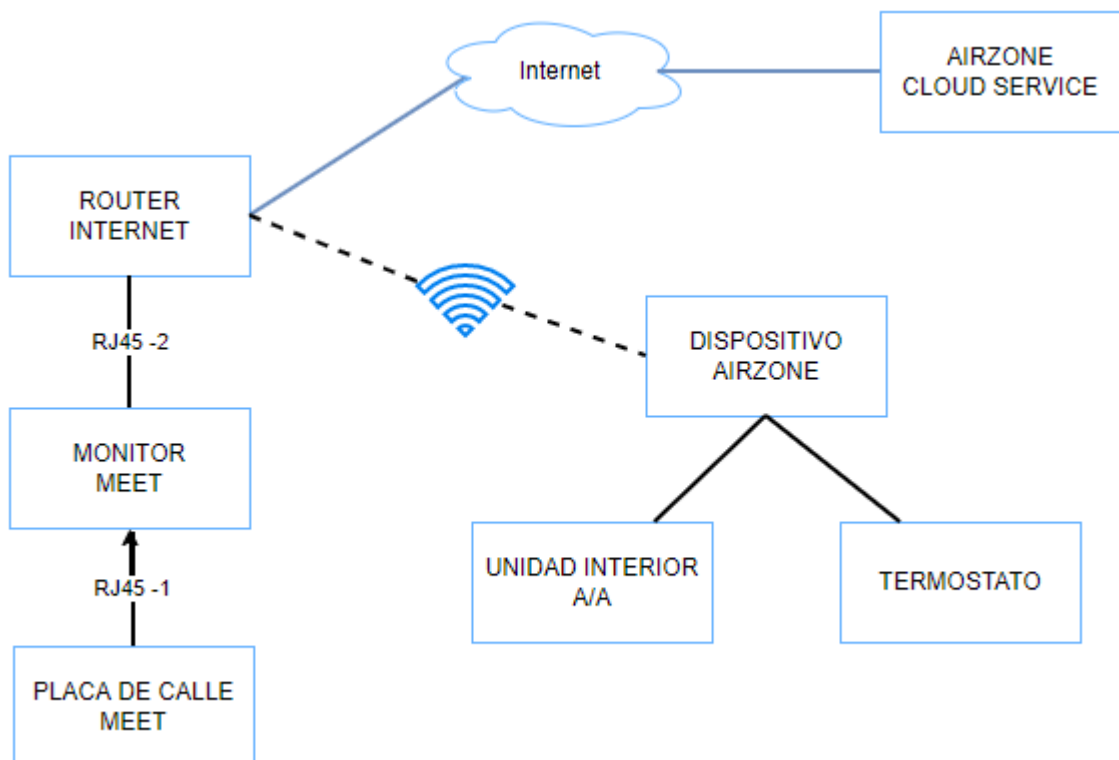 Internet
AIRZONE
CLOUD SERVICE
ROUTER
INTERNET
RJ45 -2
DISPOSITIVO
AIRZONE
MONITOR
MEET
UNIDAD INTERIOR
A/A
TERMOSTATO
RJ45 -1
PLACA DE CALLE
MEET